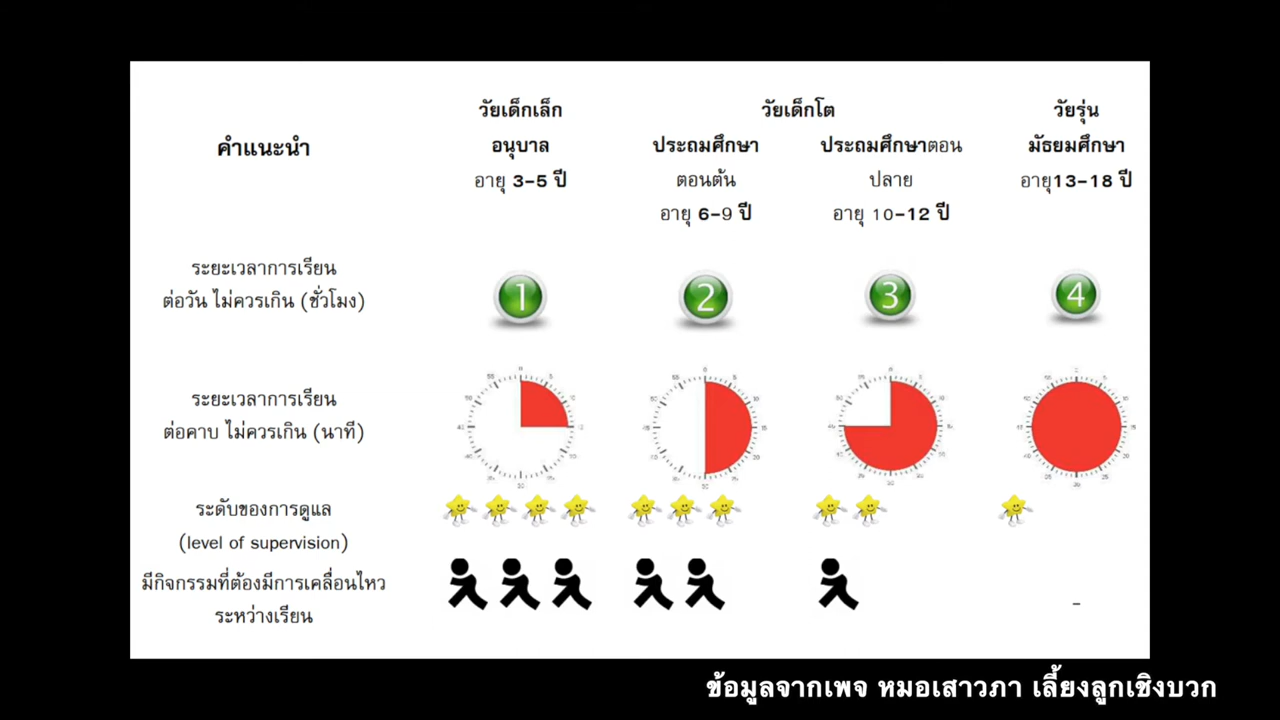 วัยเด็กเล็ก
วัยเด็กโต
วัยรุ่น
คำแนะนำ
อนุบาล
ประถมศึกษา
ประถมศึกษาตอน
มัธยมศึกษา
อายุ 3-5 ปี
ตอนต้น
ปลาย
อายุ13-18 ปี
อายุ 6-9 ปี
อายุ 10-12 ปี
ระยะเวลาการเรียน
ต่อวัน ไม่ควรเกิน (ชั่วโมง)
1
2
3
4
ระยะเวลาการเรียน
ต่อคาบ ไม่ควรเกิน (นาที)
ระดับของการดูแล
(level of supervision)
มีกิจกรรมที่ต้องมีการเคลื่อนไหว
ระหว่างเรียน
-
ข้อมูลจากเพจ หมอเสาวภา เลี้ยงลูกเชิงบวก